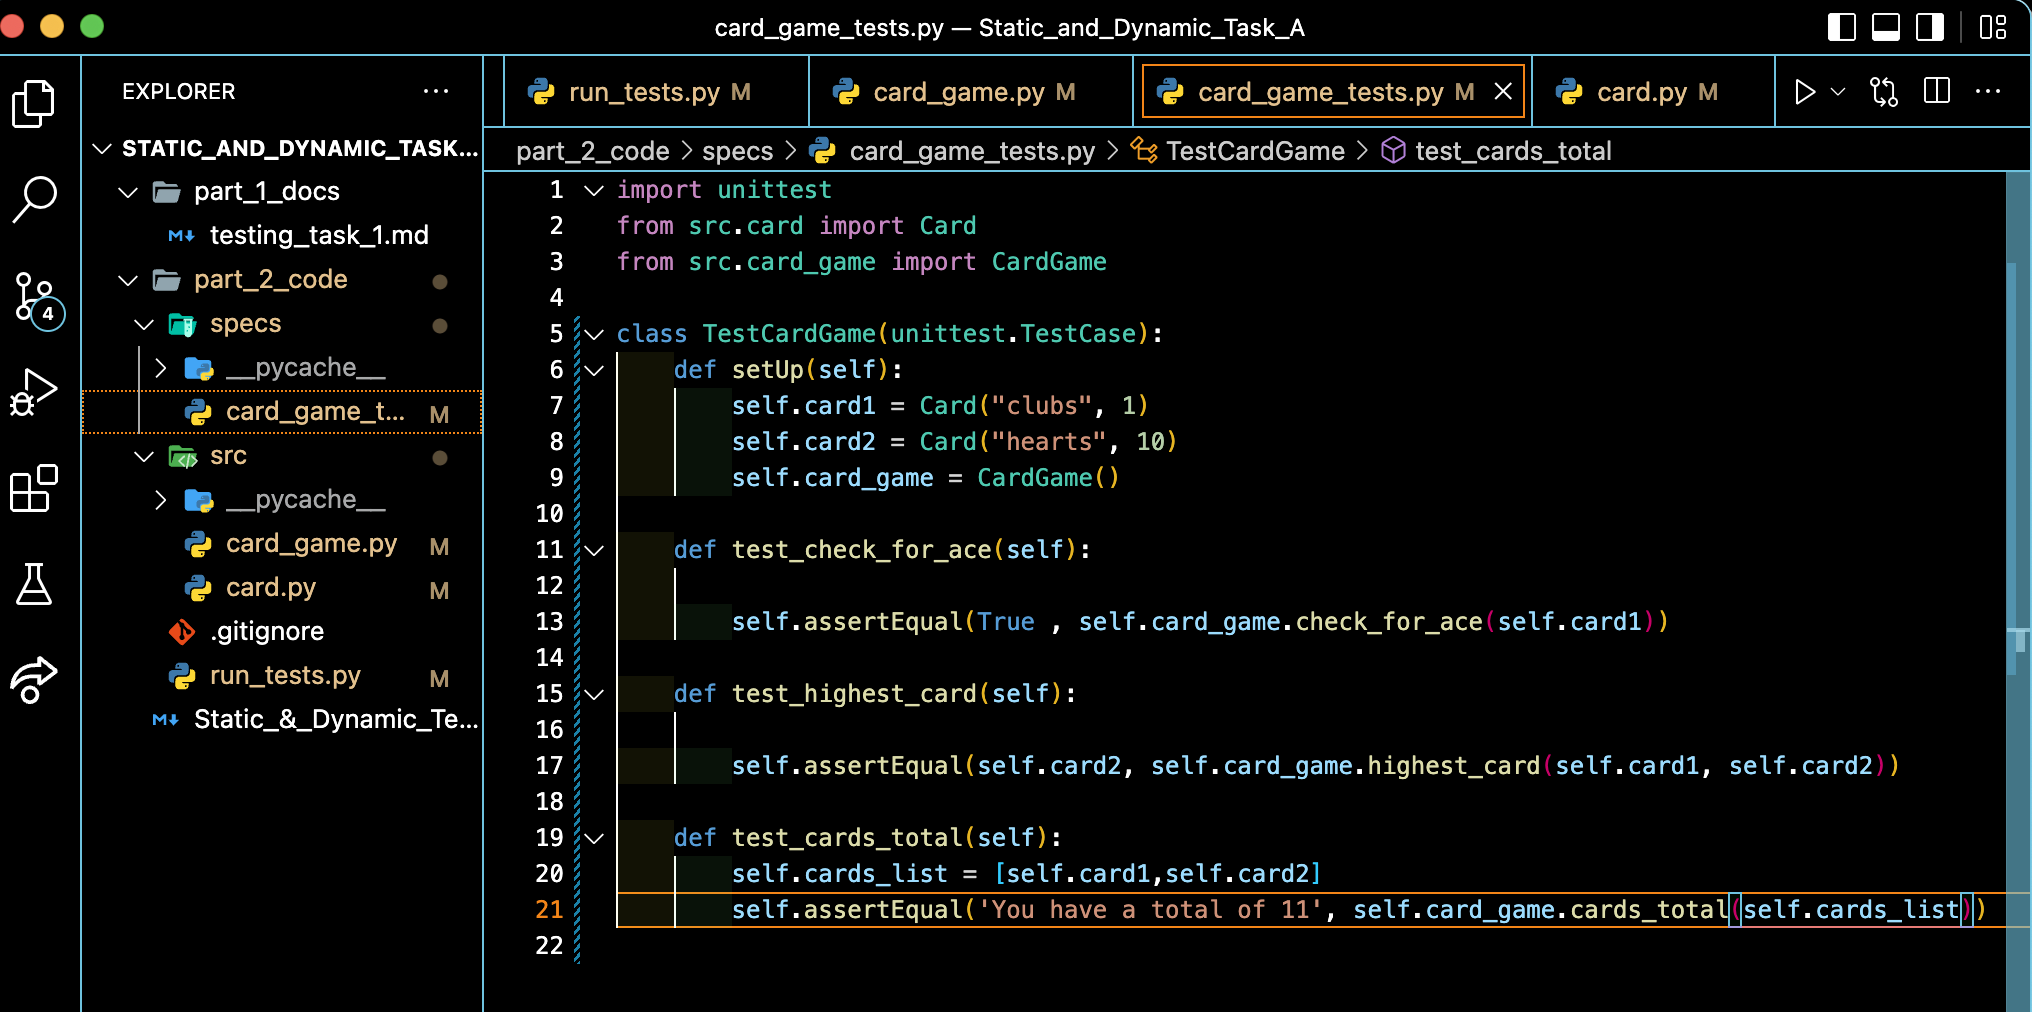 card_game_tests.py — Static_and_Dynamic_Task_A
EXPLORER
STATIC_AND_DYNAMIC_TASK...
part_1_docs
testing_task_1.md
part_2_code
specs
__pycache__
card_game_t... M
src
__pycache__
card_game.py M
card.py M
.gitignore
run_tests.py M
Static_&_Dynamic_Te...
4
run_tests.py M
card_game.py M
card_game_tests.py M
card.py M
part_2_code > specs > card_game_tests.py > TestCardGame > test_cards_total
1 import unittest
2 from src.card import Card
3 from src.card_game import CardGame
4
5 class TestCardGame(unittest.TestCase):
6     def setUp(self):
7         self.card1 = Card("clubs", 1)
8         self.card2 = Card("hearts", 10)
9         self.card_game = CardGame()
10
11     def test_check_for_ace(self):
12
13         self.assertEqual(True , self.card_game.check_for_ace(self.card1))
14
15     def test_highest_card(self):
16
17         self.assertEqual(self.card2, self.card_game.highest_card(self.card1, self.card2))
18
19     def test_cards_total(self):
20         self.cards_list = [self.card1,self.card2]
21         self.assertEqual('You have a total of 11', self.card_game.cards_total(self.cards_list))
22